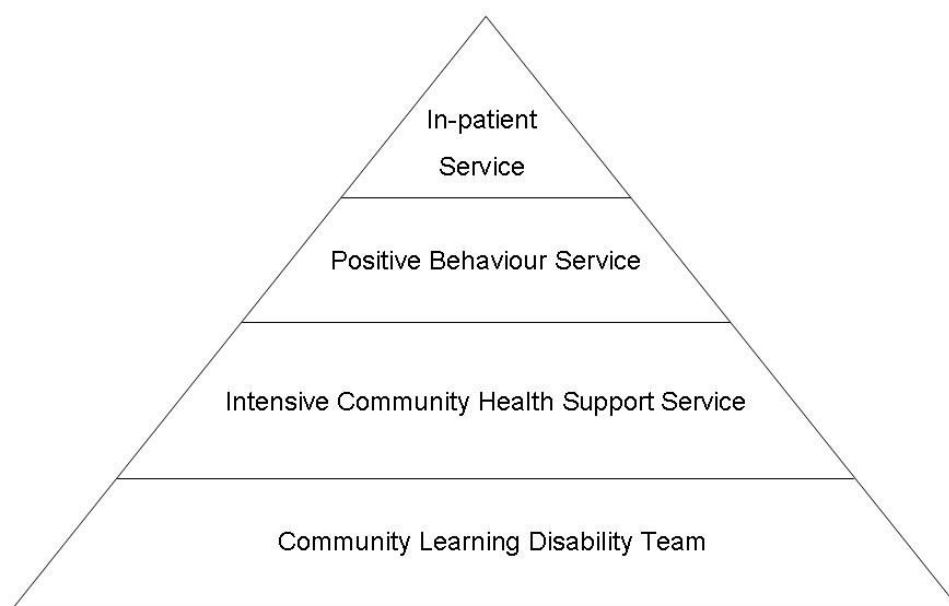 In-patient
Service
Positive Behaviour Service
Intensive Community Health Support Service
Community Learning Disability Team